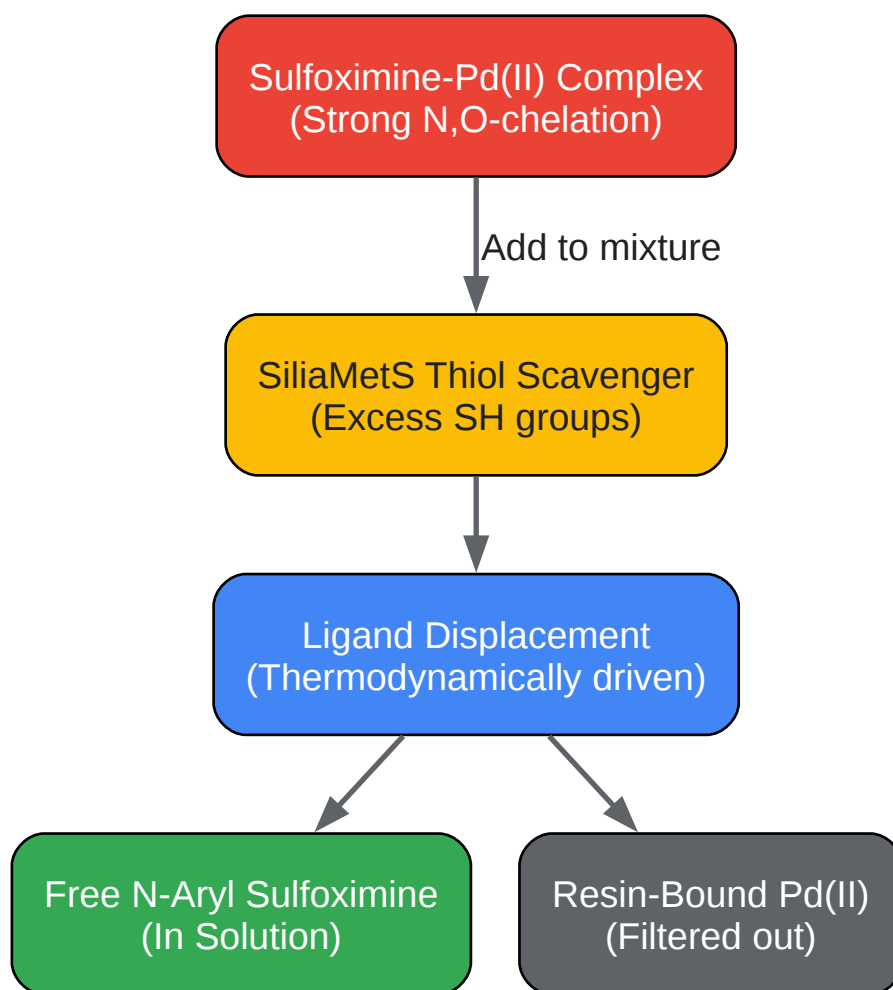 Sulfoximine-Pd(II) Complex
(Strong N,O-chelation)
Add to mixture
SiliaMetS Thiol Scavenger
(Excess SH groups)
Ligand Displacement
(Thermodynamically driven)
Free N-Aryl Sulfoximine
(In Solution)
Resin-Bound Pd(II)
(Filtered out)